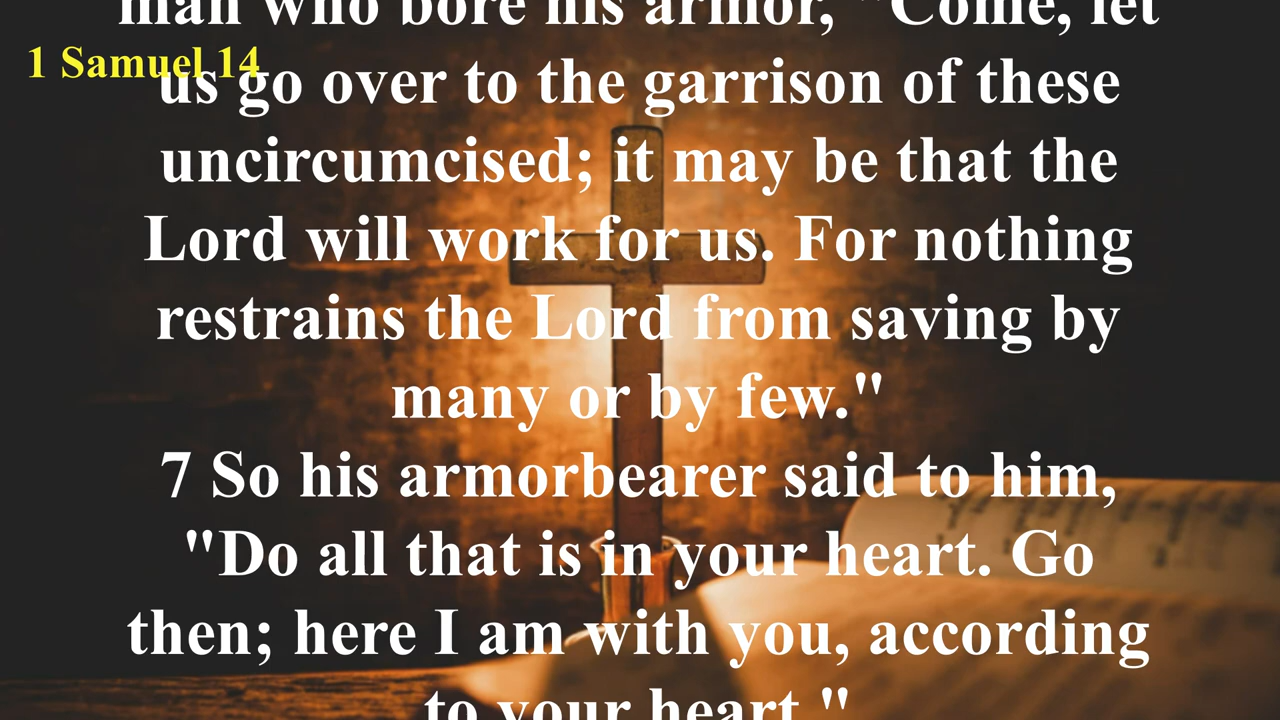 man who bore his armor, "Come, let
1 Samuel 14
us go over to the garrison of these
uncircumcised; it may be that the
Lord will work for us. For nothing
restrains the Lord from saving by
many or by few."
7 So his armorbearer said to him,
"Do all that is in your heart. Go
then; here I am with you, according
to your heart."